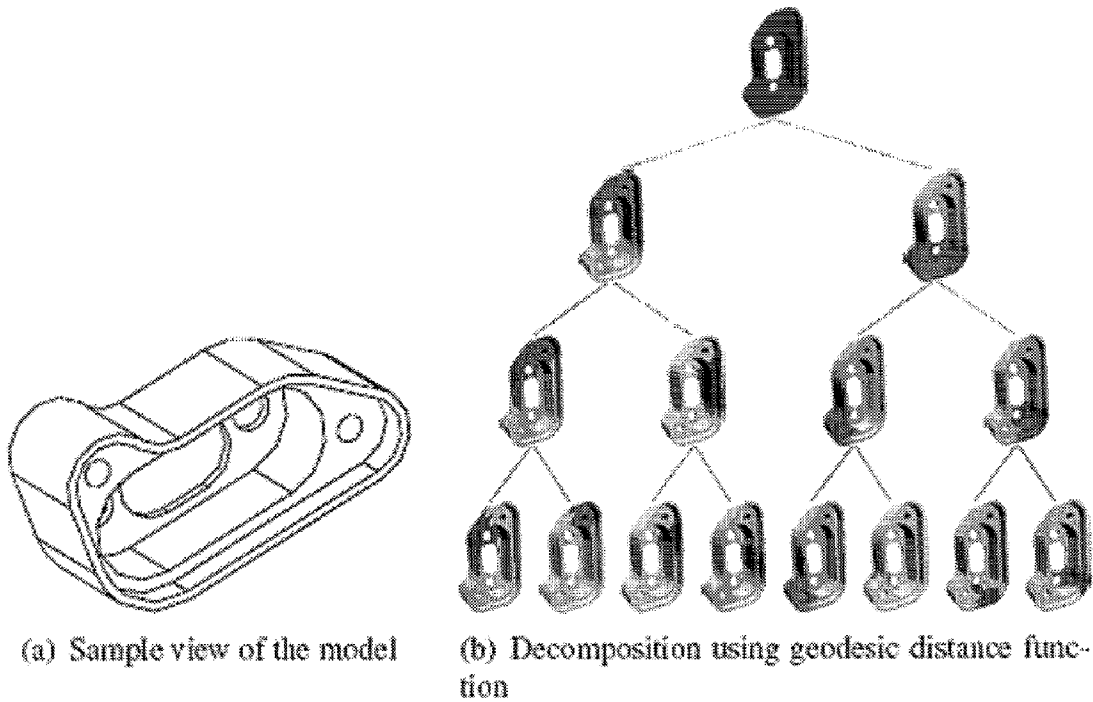 (a) Sample view of the model
(b) Decomposition using geodesic distance func-
tion